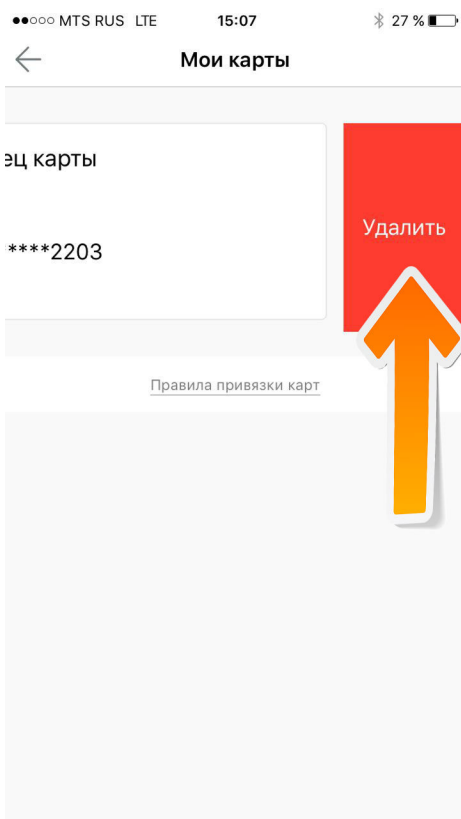 ●●○○○ MTS RUS LTE 15:07 27 %
Мои карты
ец карты
****2203
Удалить
Правила привязки карт